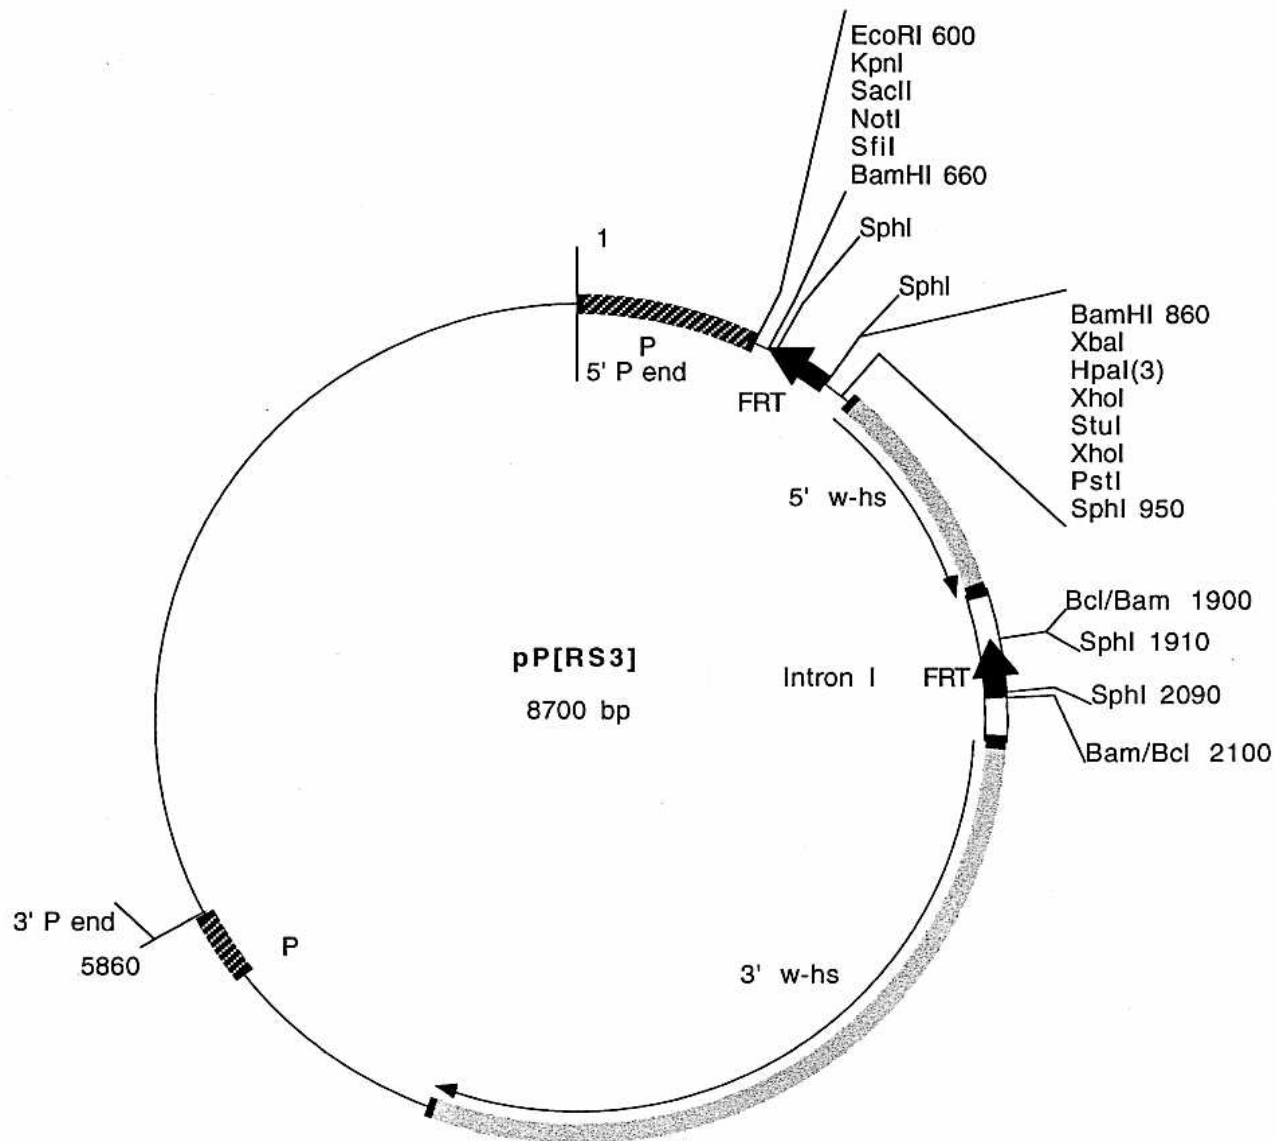 EcoRI 600
KpnI
SacII
NotI
SfiI
BamHI 660
SphI
1
SphI
BamHI 860
XbaI
HpaI(3)
XhoI
StuI
XhoI
PstI
SphI 950
P
5' P end
FRT
5' w-hs
Bcl/Bam 1900
SphI 1910
pP[RS3]
8700 bp
Intron I
FRT
SphI 2090
Bam/Bcl 2100
3' P end
5860
P
3' w-hs